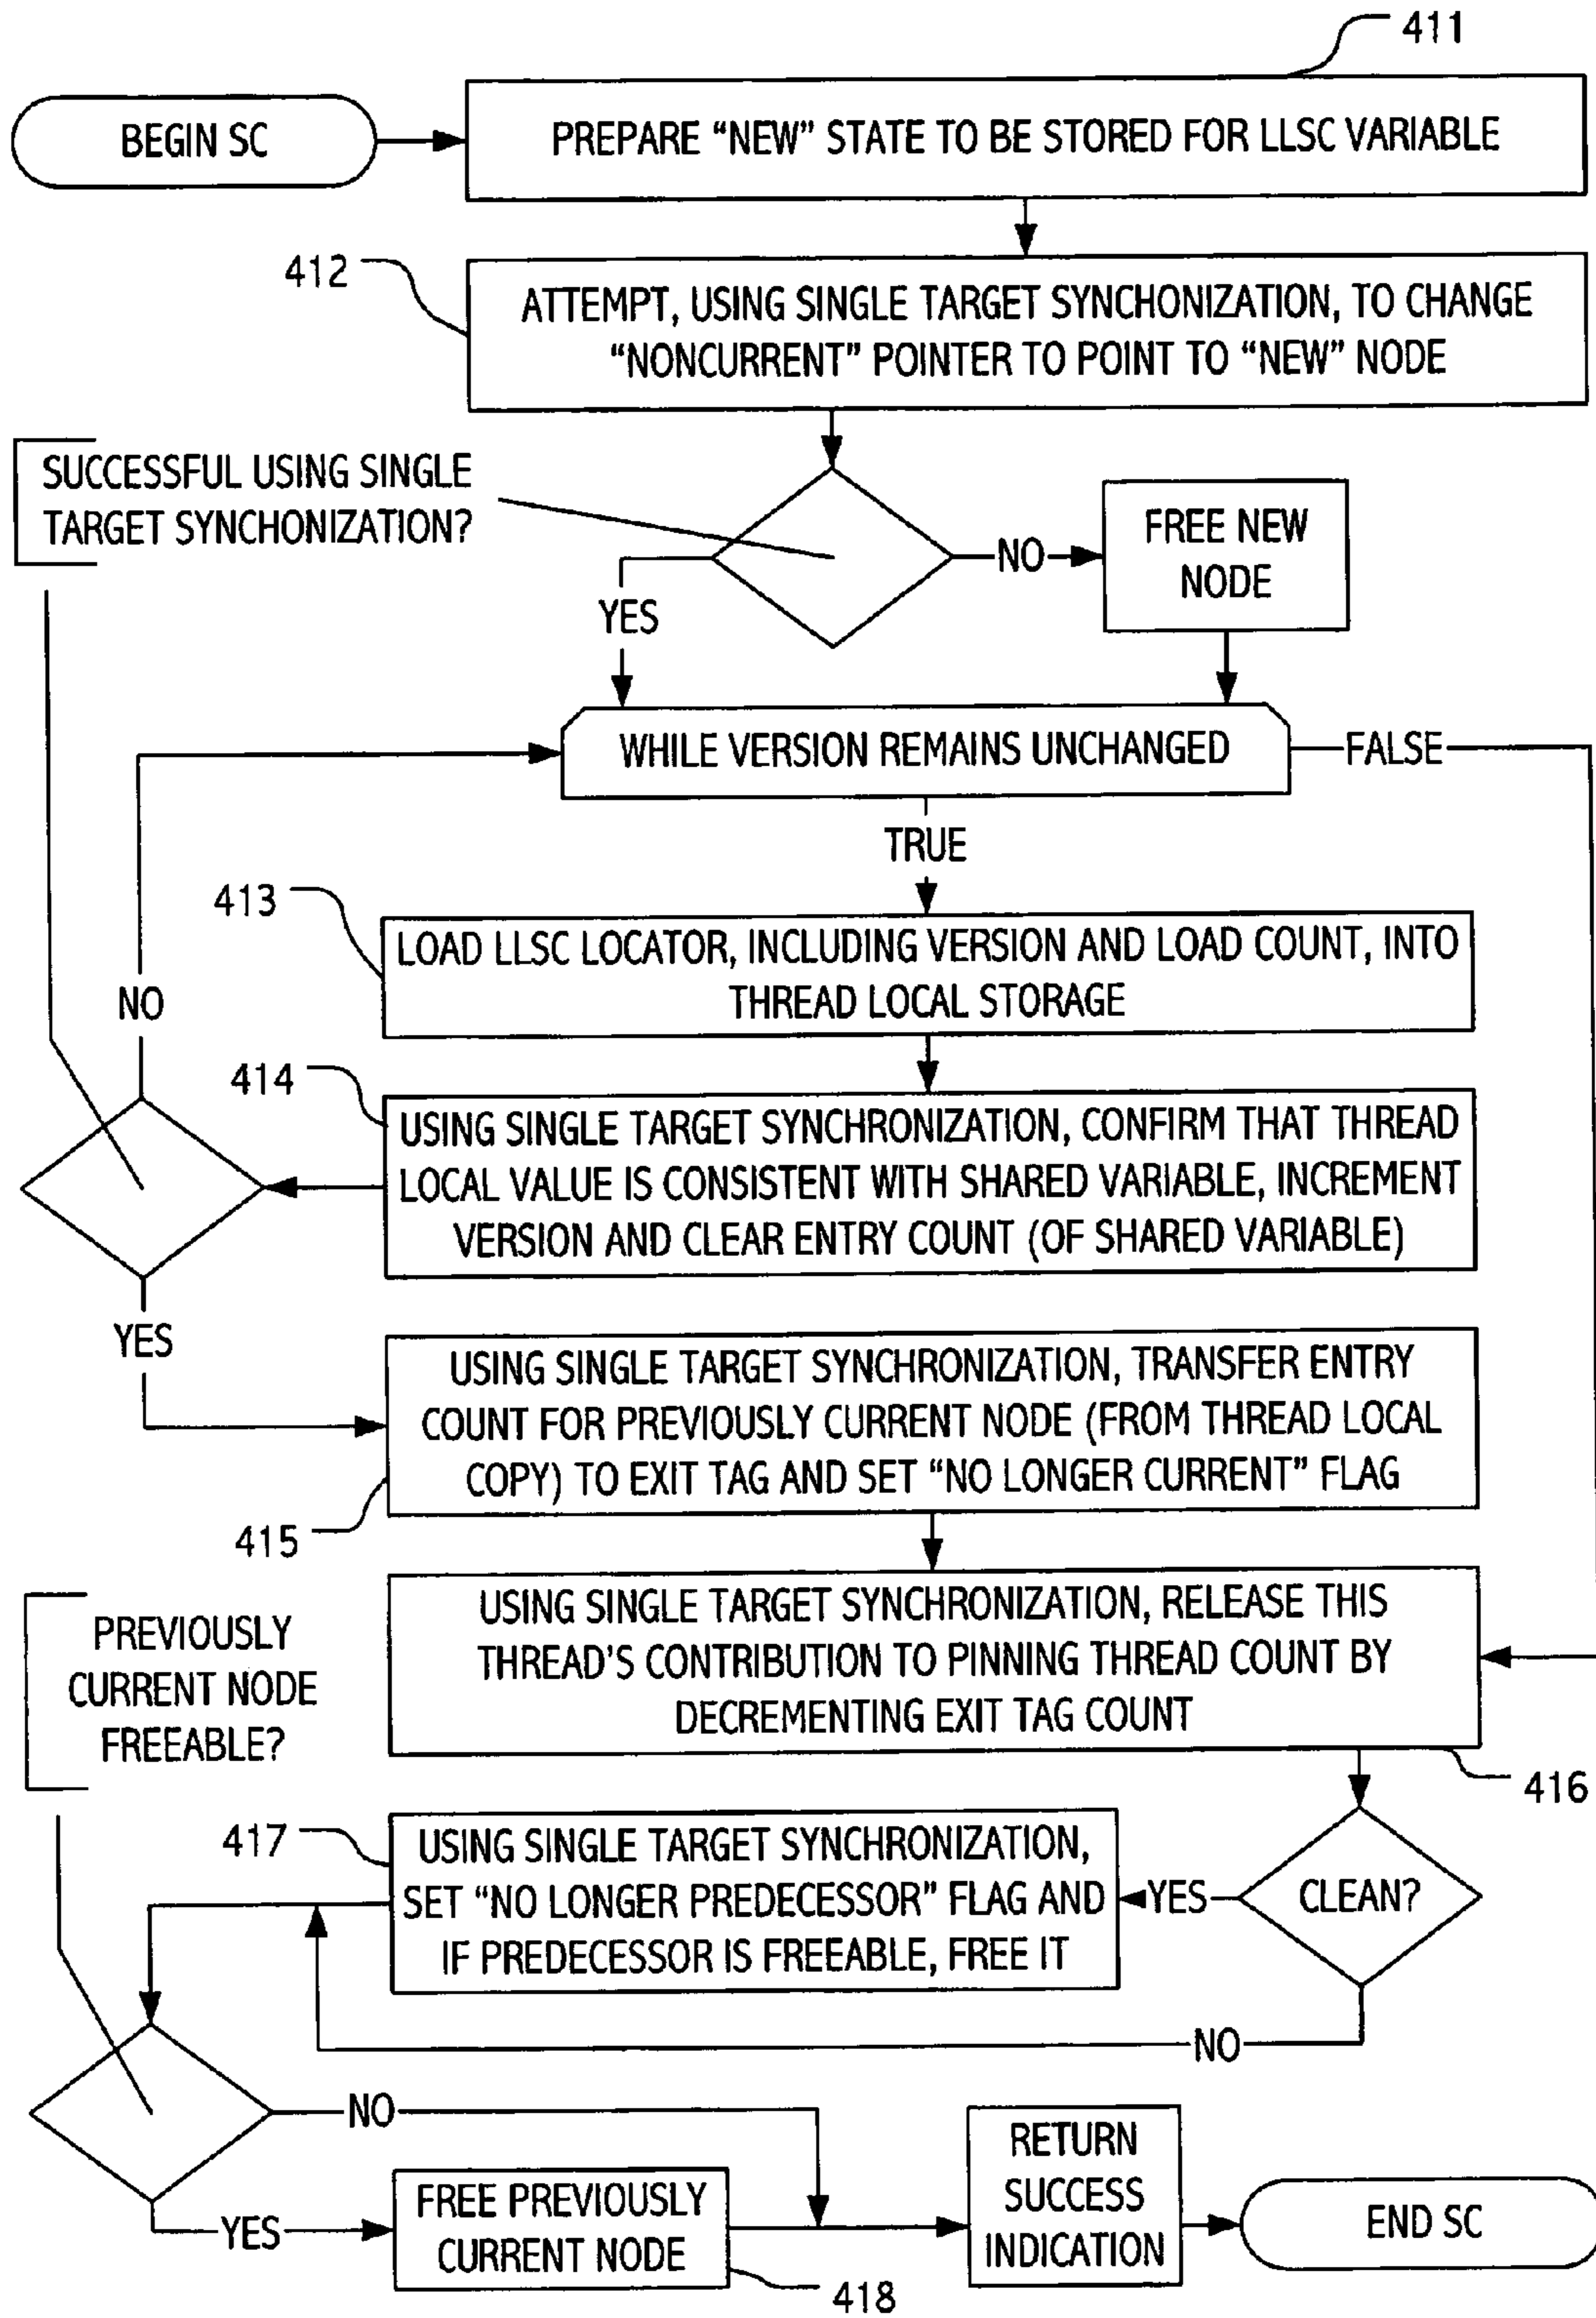 411
BEGIN SC
PREPARE “NEW” STATE TO BE STORED FOR LLSC VARIABLE
412
ATTEMPT, USING SINGLE TARGET SYNCHONIZATION, TO CHANGE
“NONCURRENT” POINTER TO POINT TO “NEW” NODE
SUCCESSFUL USING SINGLE
TARGET SYNCHONIZATION?
NO
FREE NEW
NODE
YES
WHILE VERSION REMAINS UNCHANGED
FALSE
TRUE
413
LOAD LLSC LOCATOR, INCLUDING VERSION AND LOAD COUNT, INTO
THREAD LOCAL STORAGE
NO
414
USING SINGLE TARGET SYNCHRONIZATION, CONFIRM THAT THREAD
LOCAL VALUE IS CONSISTENT WITH SHARED VARIABLE, INCREMENT
VERSION AND CLEAR ENTRY COUNT (OF SHARED VARIABLE)
YES
USING SINGLE TARGET SYNCHRONIZATION, TRANSFER ENTRY
COUNT FOR PREVIOUSLY CURRENT NODE (FROM THREAD LOCAL
COPY) TO EXIT TAG AND SET “NO LONGER CURRENT” FLAG
415
USING SINGLE TARGET SYNCHRONIZATION, RELEASE THIS
THREAD'S CONTRIBUTION TO PINNING THREAD COUNT BY
DECREMENTING EXIT TAG COUNT
416
PREVIOUSLY
CURRENT NODE
FREEABLE?
417
USING SINGLE TARGET SYNCHRONIZATION,
SET “NO LONGER PREDECESSOR” FLAG AND
IF PREDECESSOR IS FREEABLE, FREE IT
YES
CLEAN?
NO
NO
YES
FREE PREVIOUSLY
CURRENT NODE
418
RETURN
SUCCESS
INDICATION
END SC